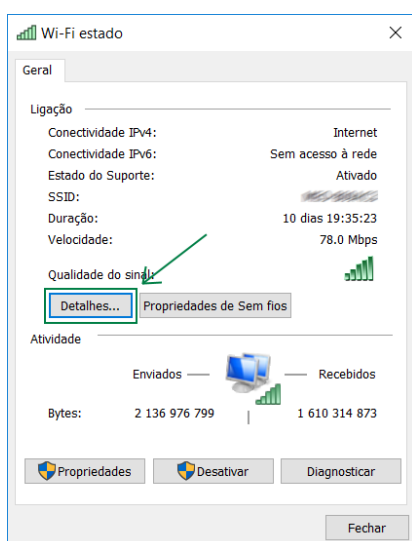 Wi-Fi estado
Geral
Ligação
Conectividade IPv4: Internet
Conectividade IPv6: Sem acesso à rede
Estado do Suporte: Ativado
SSID:
Duração: 10 dias 19:35:23
Velocidade: 78.0 Mbps
Qualidade do sinal:
Detalhes... Propriedades de Sem fios
Atividade
Enviados Recebidos
Bytes: 2 136 976 799 1 610 314 873
Propriedades Desativar Diagnosticar
Fechar